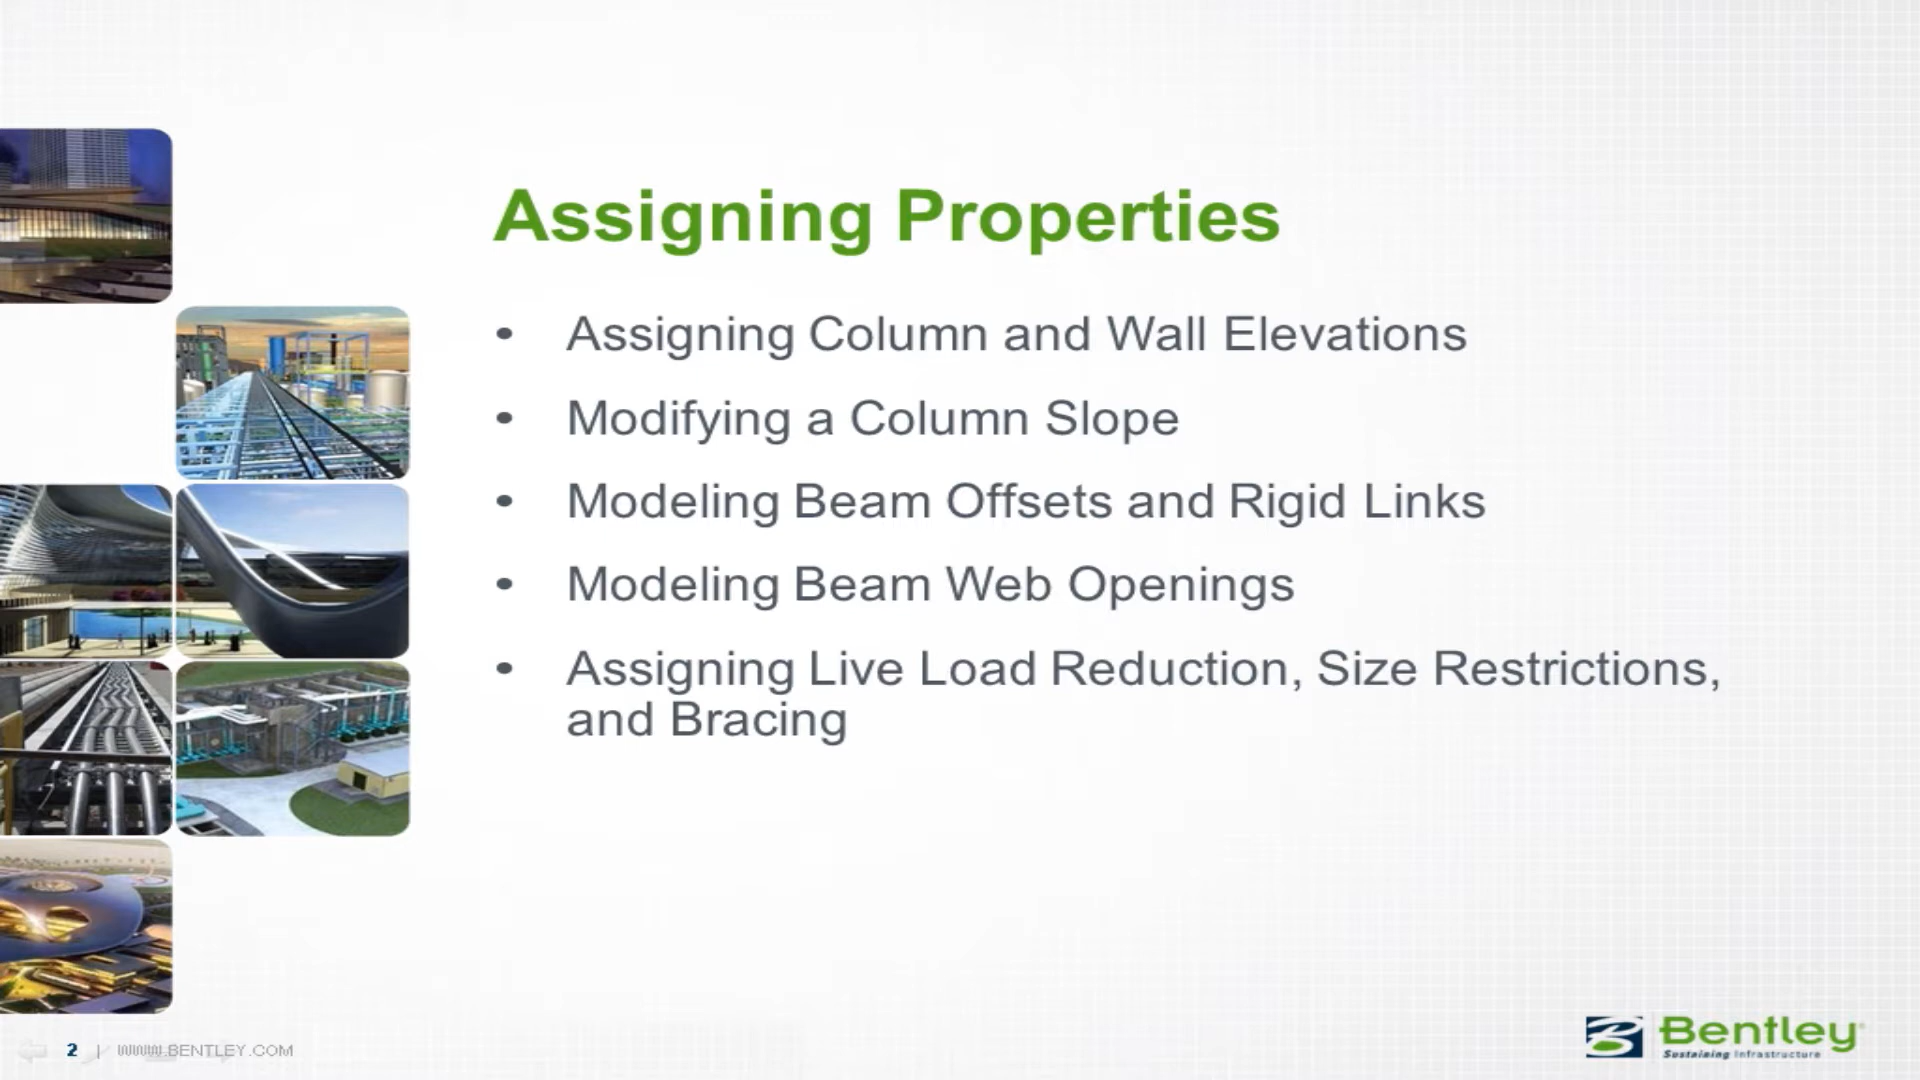 Assigning Properties
• Assigning Column and Wall Elevations
• Modifying a Column Slope
• Modeling Beam Offsets and Rigid Links
• Modeling Beam Web Openings
• Assigning Live Load Reduction, Size Restrictions,
and Bracing
2 | WWW.BENTLEY.COM
Bentley®
Sustaining Infrastructure